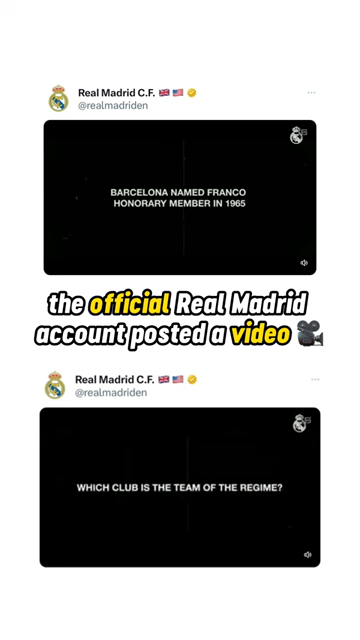 Real Madrid C.F. 🇬🇧 🇺🇸
@realmadriden
BARCELONA NAMED FRANCO
HONORARY MEMBER IN 1965
the official Real Madrid
account posted a video 🎥
Real Madrid C.F. 🇬🇧 🇺🇸
@realmadriden
WHICH CLUB IS THE TEAM OF THE REGIME?